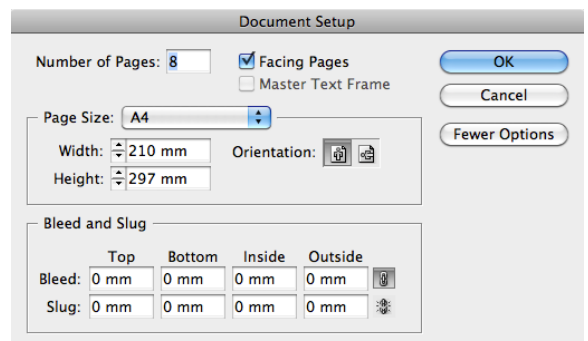 Document Setup
Number of Pages: 8
Facing Pages
Master Text Frame
OK
Cancel
Fewer Options
Page Size: A4
Width: 210 mm
Orientation:
Height: 297 mm
Bleed and Slug
Top Bottom Inside Outside
Bleed: 0 mm 0 mm 0 mm 0 mm
Slug: 0 mm 0 mm 0 mm 0 mm